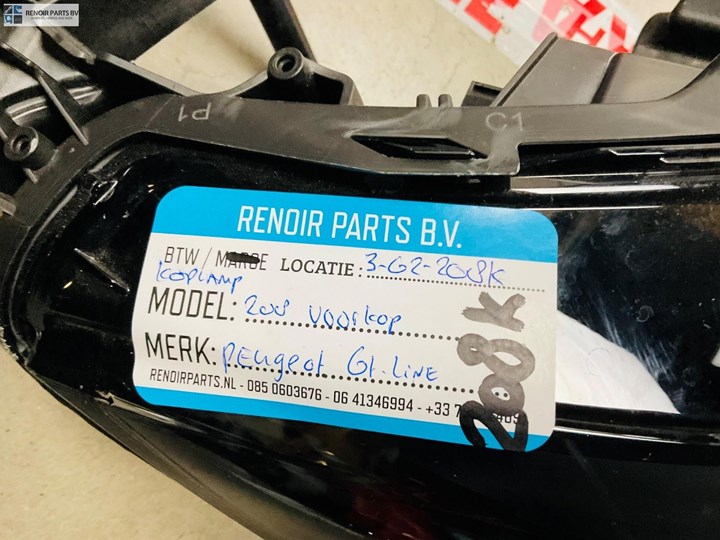 RENOIR PARTS BV
P1
C1
RENOIR PARTS B.V.
BTW / MARGE LOCATIE: 3-G2-208K
KOPLAMP
MODEL: 208 VOORKOP
MERK: PEugeot Gt.LINE
RENOIRPARTS.NL - 085 0603676 - 06 41346994 - +33 7
208K